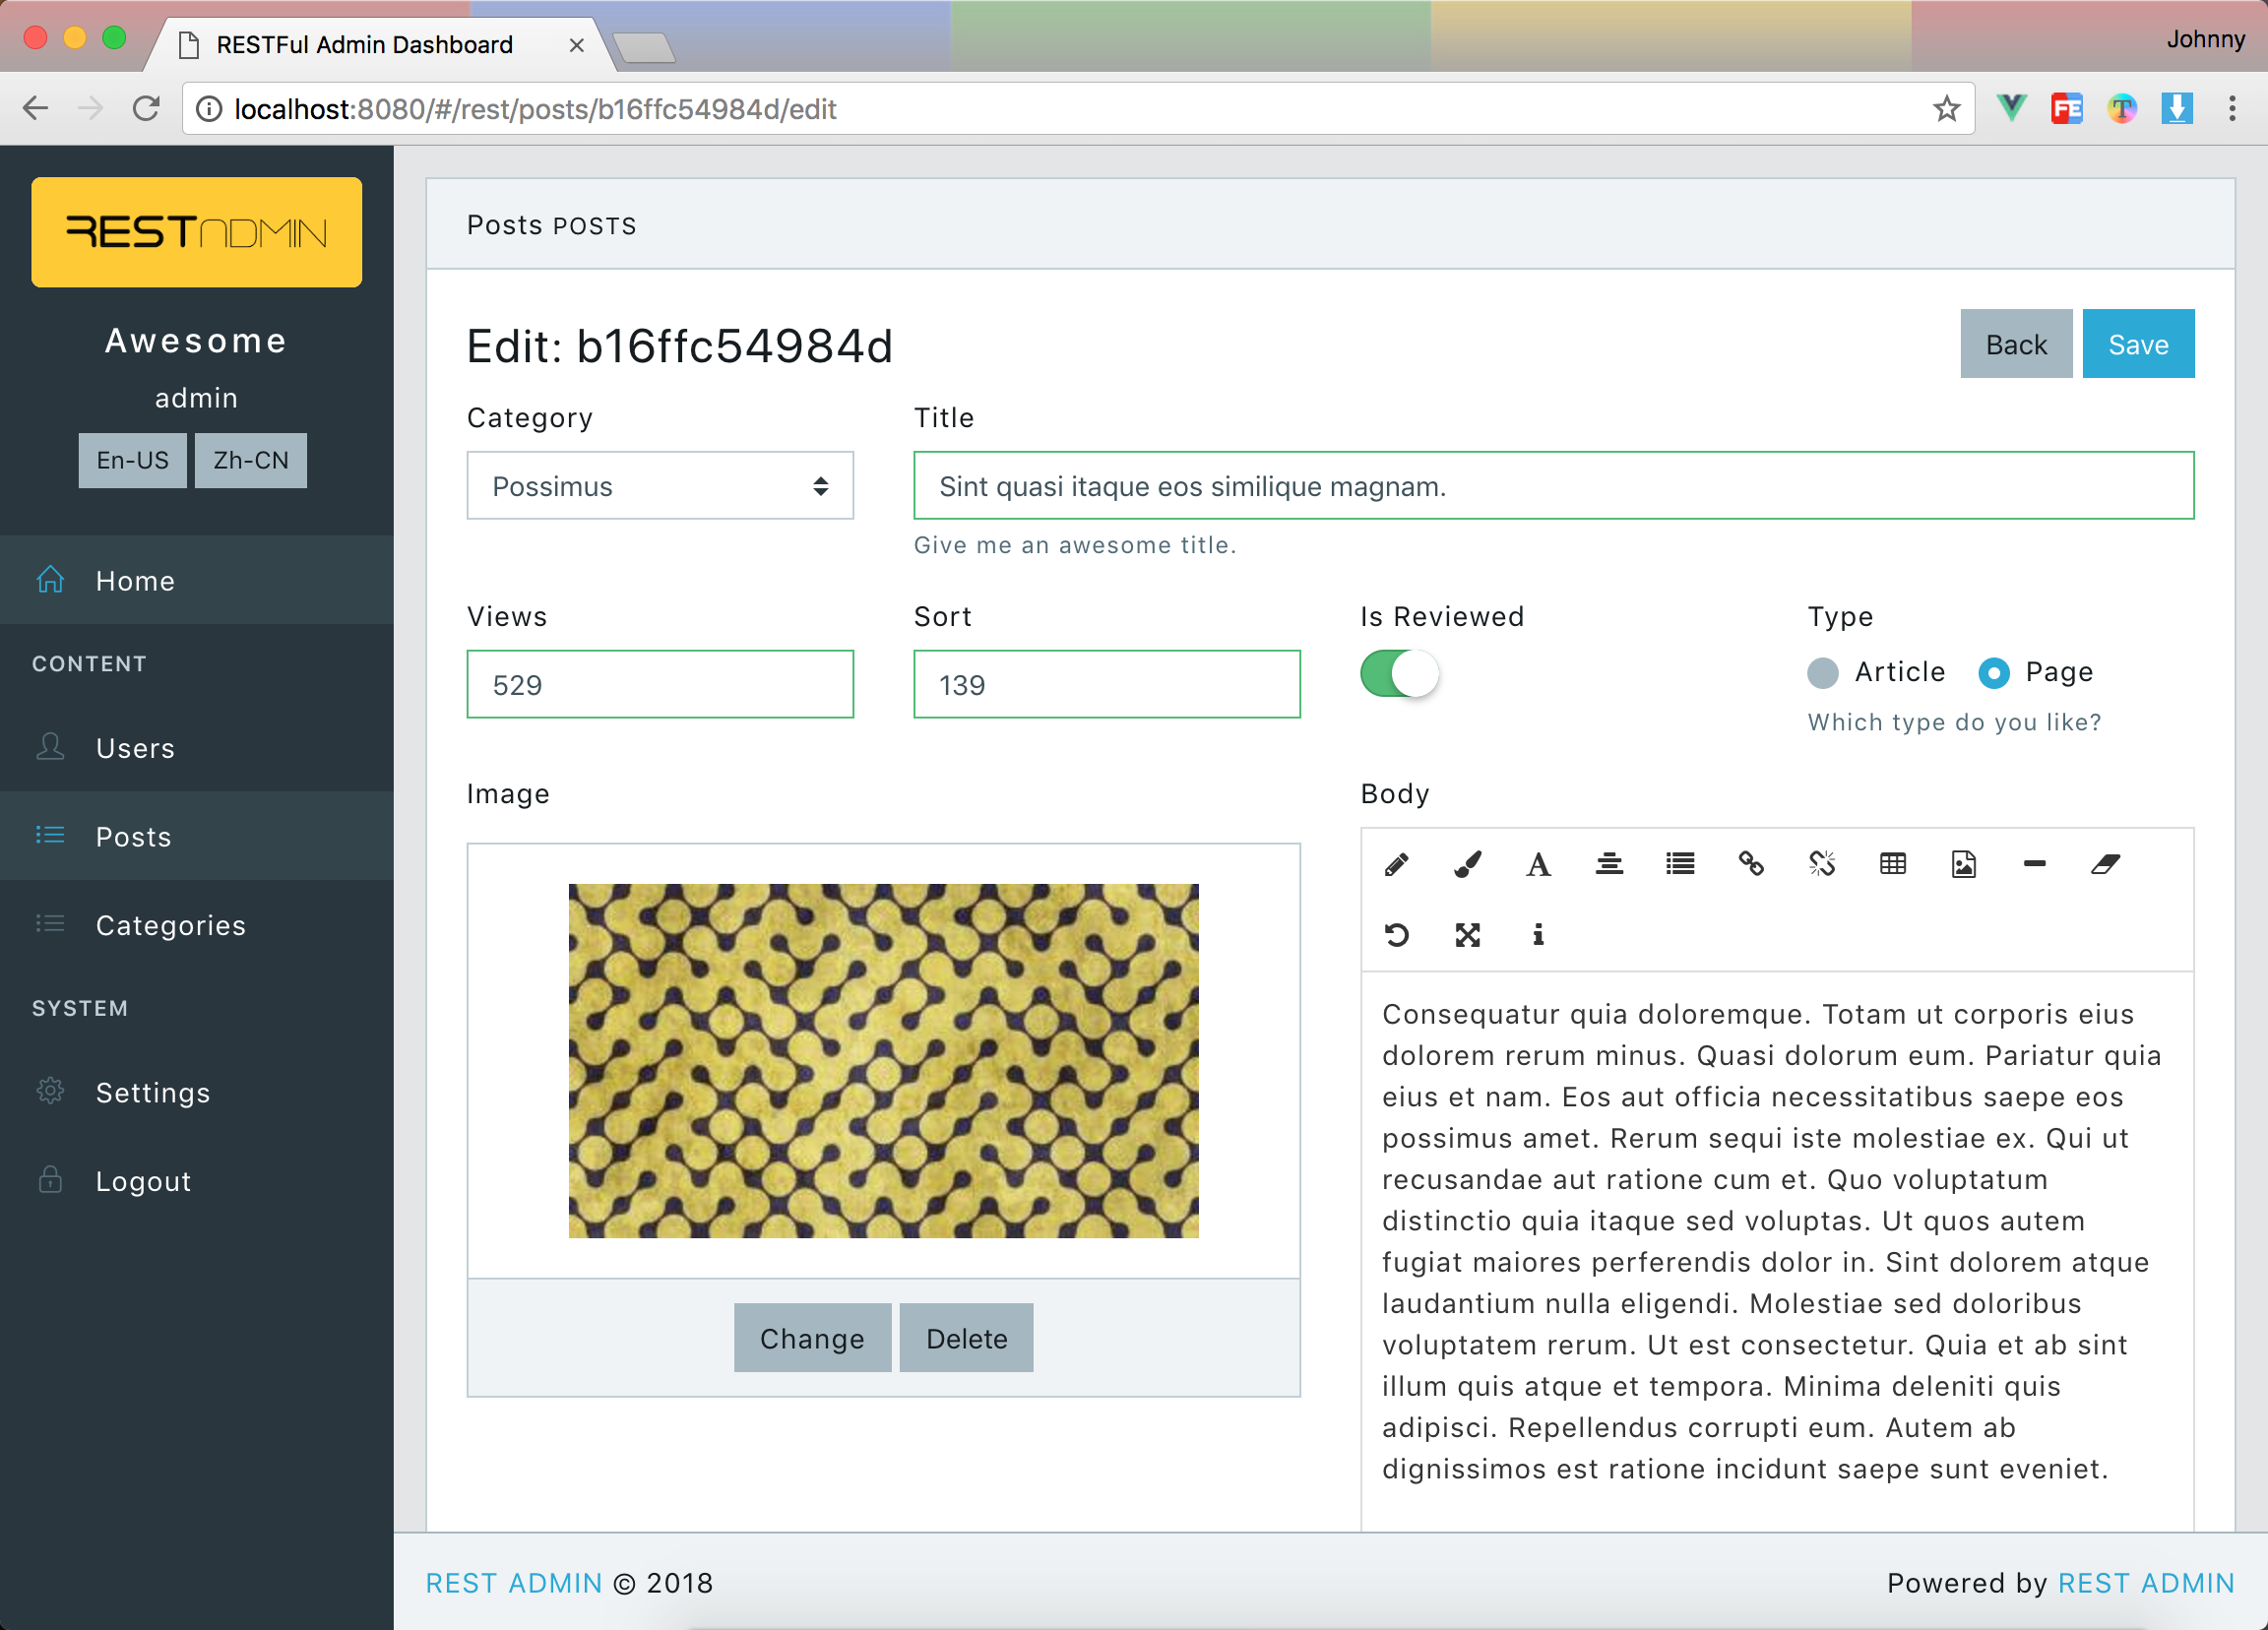 RESTFul Admin Dashboard
Johnny
localhost:8080/#/rest/posts/b16ffc54984d/edit
FE
T
RESTADMIN
Awesome
admin
En-US Zh-CN
Home
CONTENT
Users
Posts
Categories
SYSTEM
Settings
Logout
Posts POSTS
Edit: b16ffc54984d
Back Save
Category Title
Possimus Sint quasi itaque eos similique magnam.
Give me an awesome title.
Views Sort Is Reviewed Type
529 139 Article Page
Which type do you like?
Image
Change Delete
Body
Consequatur quia doloremque. Totam ut corporis eius
dolorem rerum minus. Quasi dolorum eum. Pariatur quia
eius et nam. Eos aut officia necessitatibus saepe eos
possimus amet. Rerum sequi iste molestiae ex. Qui ut
recusandae aut ratione cum et. Quo voluptatum
distinctio quia itaque sed voluptas. Ut quos autem
fugiat maiores perferendis dolor in. Sint dolorem atque
laudantium nulla eligendi. Molestiae sed doloribus
voluptatem rerum. Ut est consectetur. Quia et ab sint
illum quis atque et tempora. Minima deleniti quis
adipisci. Repellendus corrupti eum. Autem ab
dignissimos est ratione incidunt saepe sunt eveniet.
REST ADMIN © 2018
Powered by REST ADMIN